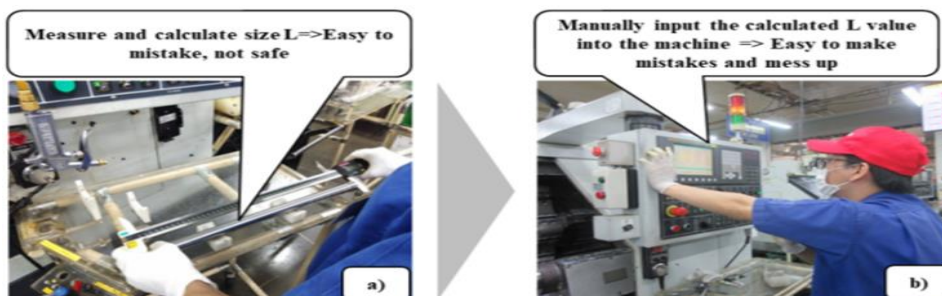 Measure and calculate size L=>Easy to
mistake, not safe
a)
Manually input the calculated L value
into the machine => Easy to make
mistakes and mess up
b)